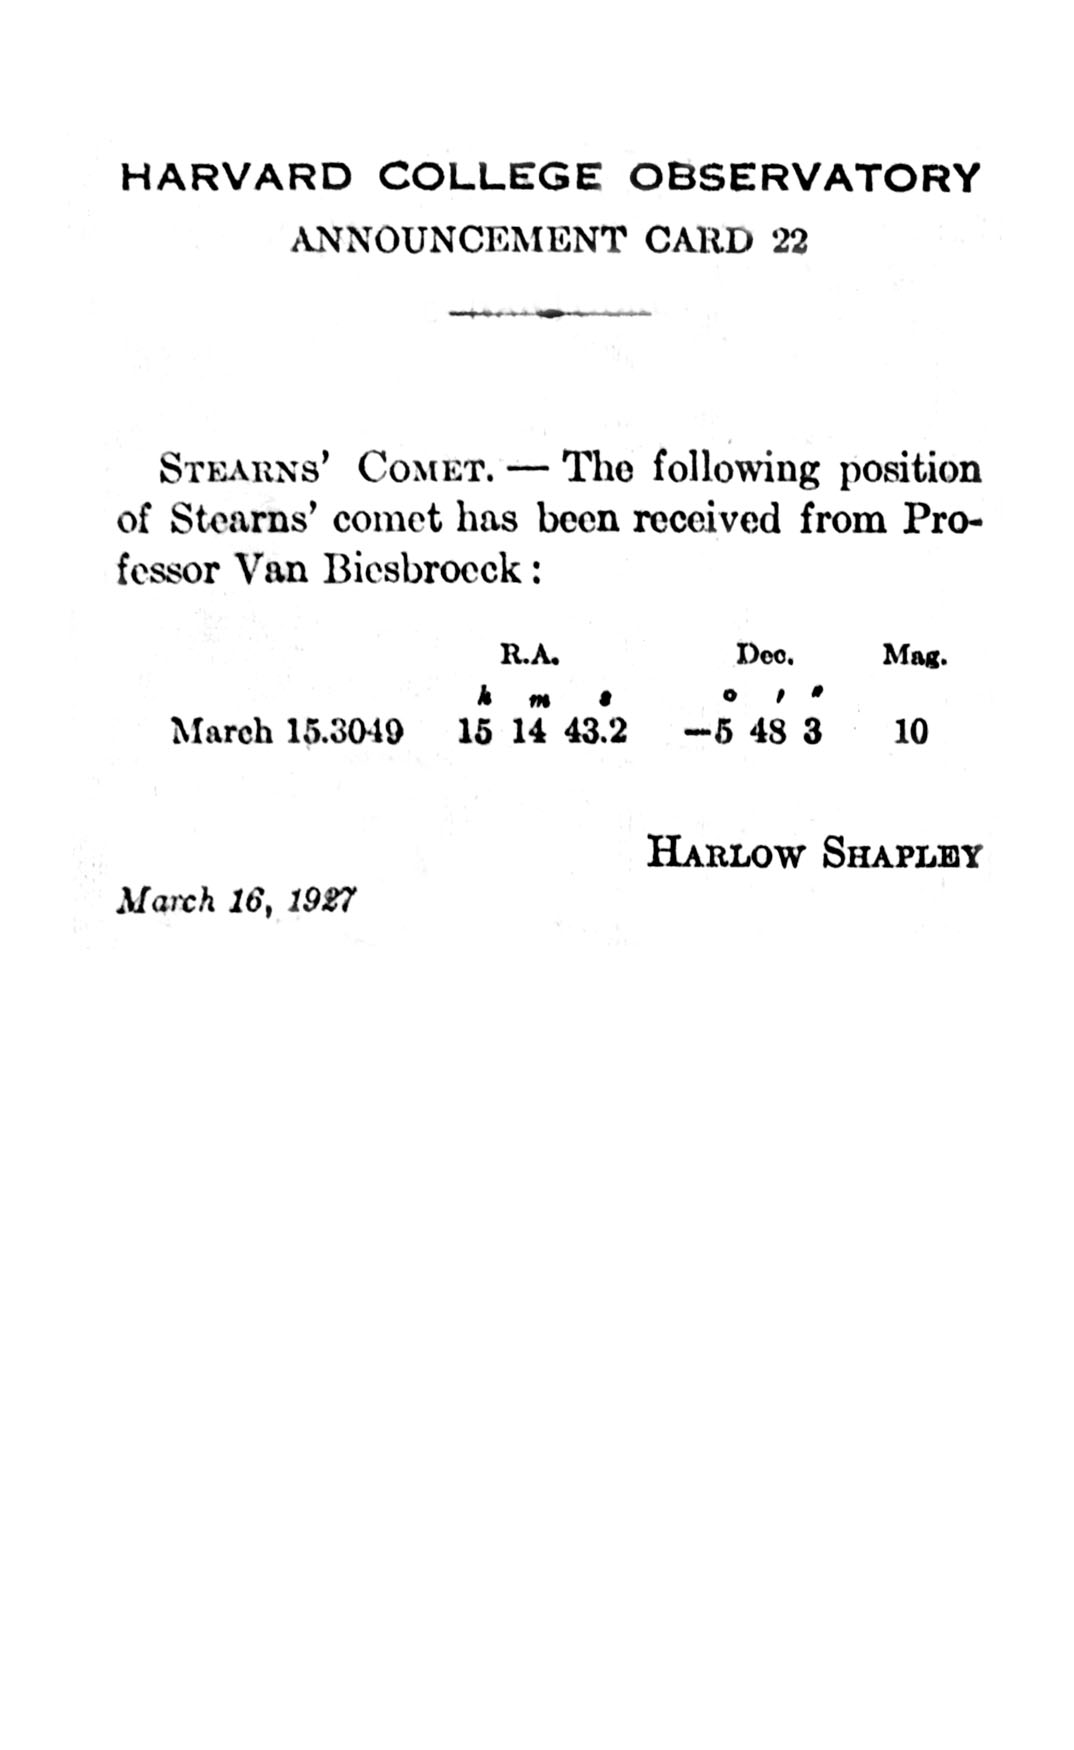 HARVARD COLLEGE OBSERVATORY
ANNOUNCEMENT CARD 22
STEARNS' COMET. — The following position
of Stearns' comet has been received from Pro-
fessor Van Biesbroeck :
R.A. Dec. Mag.
h m s ° ′ ″
March 15.3049 15 14 43.2 —5 48 3 10
HARLOW SHAPLEY
March 16, 1927